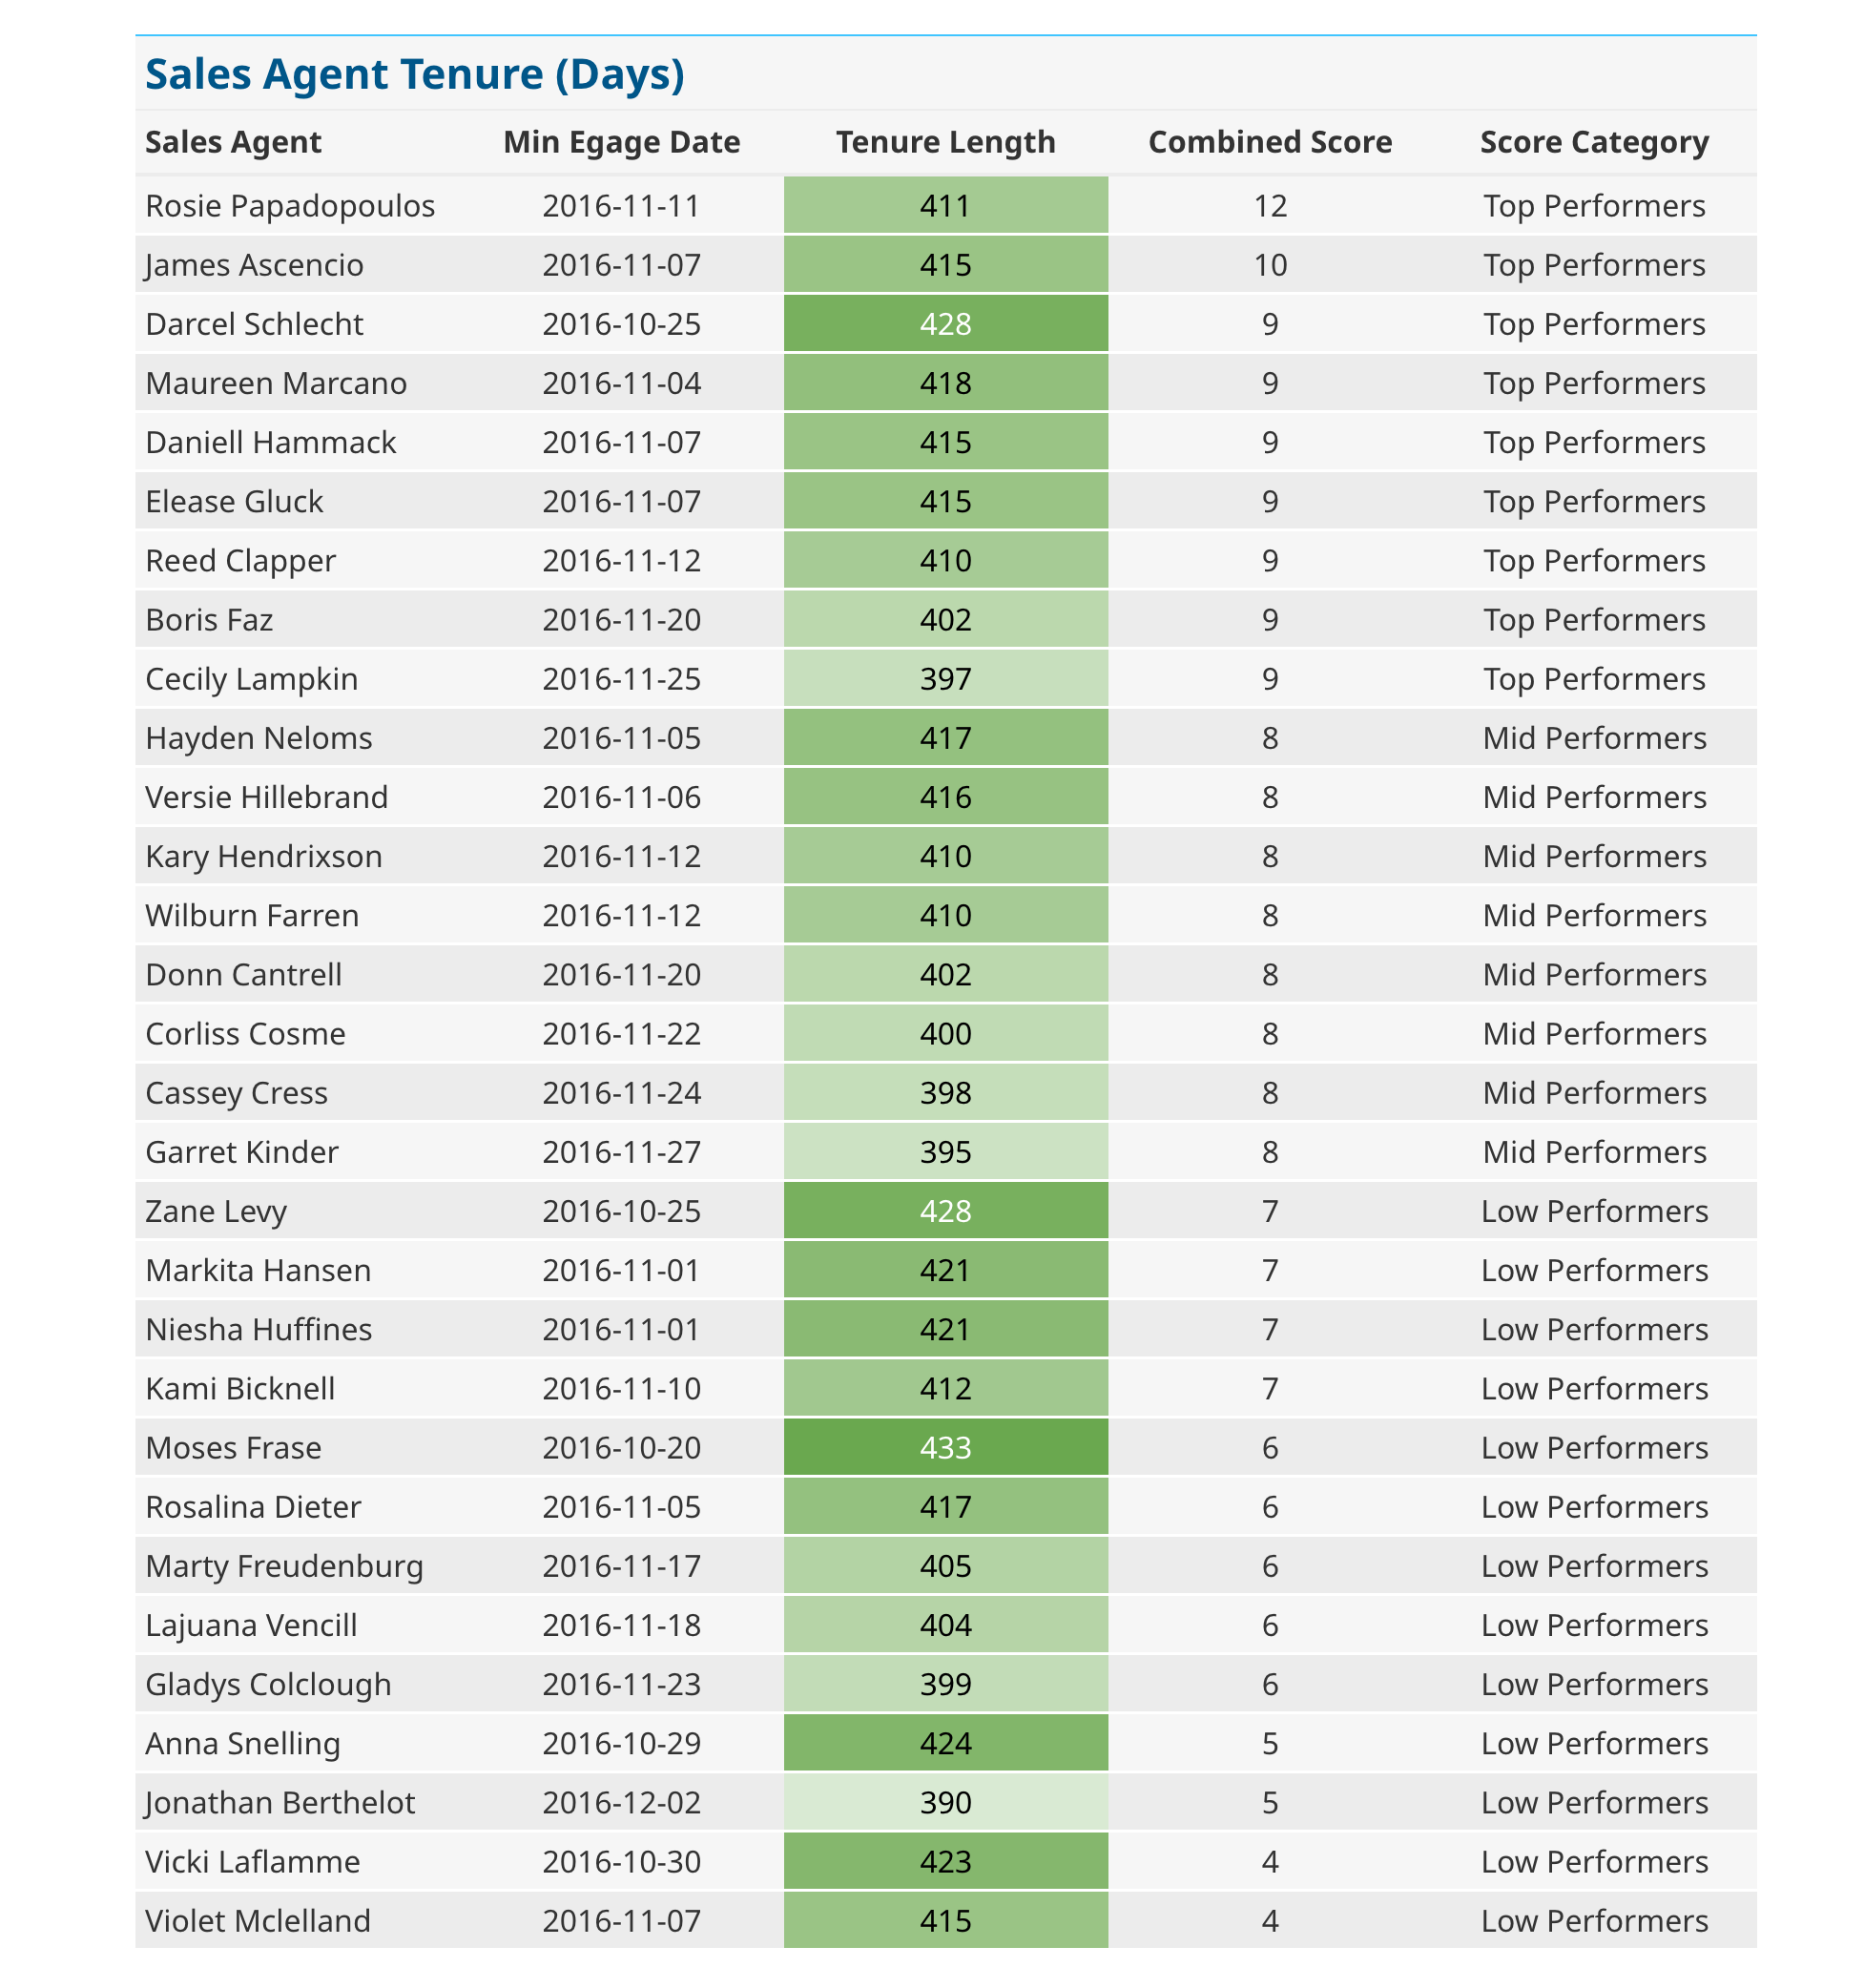 Sales Agent Tenure (Days)
Sales Agent Min Egage Date Tenure Length Combined Score Score Category
Rosie Papadopoulos 2016-11-11 411 12 Top Performers
James Ascencio 2016-11-07 415 10 Top Performers
Darcel Schlecht 2016-10-25 428 9 Top Performers
Maureen Marcano 2016-11-04 418 9 Top Performers
Daniell Hammack 2016-11-07 415 9 Top Performers
Elease Gluck 2016-11-07 415 9 Top Performers
Reed Clapper 2016-11-12 410 9 Top Performers
Boris Faz 2016-11-20 402 9 Top Performers
Cecily Lampkin 2016-11-25 397 9 Top Performers
Hayden Neloms 2016-11-05 417 8 Mid Performers
Versie Hillebrand 2016-11-06 416 8 Mid Performers
Kary Hendrixson 2016-11-12 410 8 Mid Performers
Wilburn Farren 2016-11-12 410 8 Mid Performers
Donn Cantrell 2016-11-20 402 8 Mid Performers
Corliss Cosme 2016-11-22 400 8 Mid Performers
Cassey Cress 2016-11-24 398 8 Mid Performers
Garret Kinder 2016-11-27 395 8 Mid Performers
Zane Levy 2016-10-25 428 7 Low Performers
Markita Hansen 2016-11-01 421 7 Low Performers
Niesha Huffines 2016-11-01 421 7 Low Performers
Kami Bicknell 2016-11-10 412 7 Low Performers
Moses Frase 2016-10-20 433 6 Low Performers
Rosalina Dieter 2016-11-05 417 6 Low Performers
Marty Freudenburg 2016-11-17 405 6 Low Performers
Lajuana Vencill 2016-11-18 404 6 Low Performers
Gladys Colclough 2016-11-23 399 6 Low Performers
Anna Snelling 2016-10-29 424 5 Low Performers
Jonathan Berthelot 2016-12-02 390 5 Low Performers
Vicki Laflamme 2016-10-30 423 4 Low Performers
Violet Mclelland 2016-11-07 415 4 Low Performers